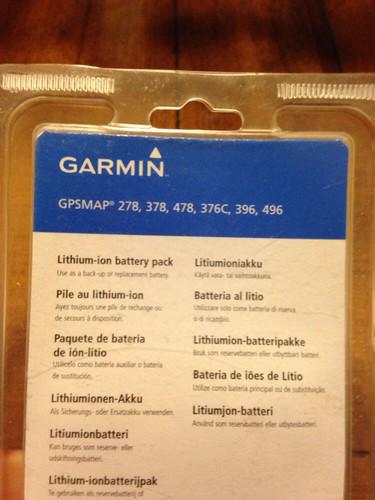 GARMIN
GPSMAP® 278, 378, 478, 376C, 396, 496
Lithium-ion battery pack
Use as a back-up or replacement battery.
Pile au lithium-ion
Ayez toujours une pile de rechange ou
de secours à disposition.
Paquete de batería
de ión-litio
Utilícelo como batería auxiliar o batería
de sustitución.
Lithiumionen-Akku
Als Sicherungs- oder Ersatzakku verwenden.
Litiumionbatteri
Kan bruges som reserve- eller
udskiftningsbatteri.
Lithium-ionbatterijpak
Te gebruiken als reservebatterij of
Litiumioniakku
Käytä vara- tai vaihtoakkuna.
Batteria al litio
Utilizzare solo come batteria di riserva
o di ricambio.
Lithiumion-batteripakke
Bruk som reservebatteri eller utbyttbart batteri.
Bateria de iões de Lítio
Utilize como bateria principal ou de substituição.
Litiumjon-batteri
Använd som reservbatteri eller utbytesbatteri.